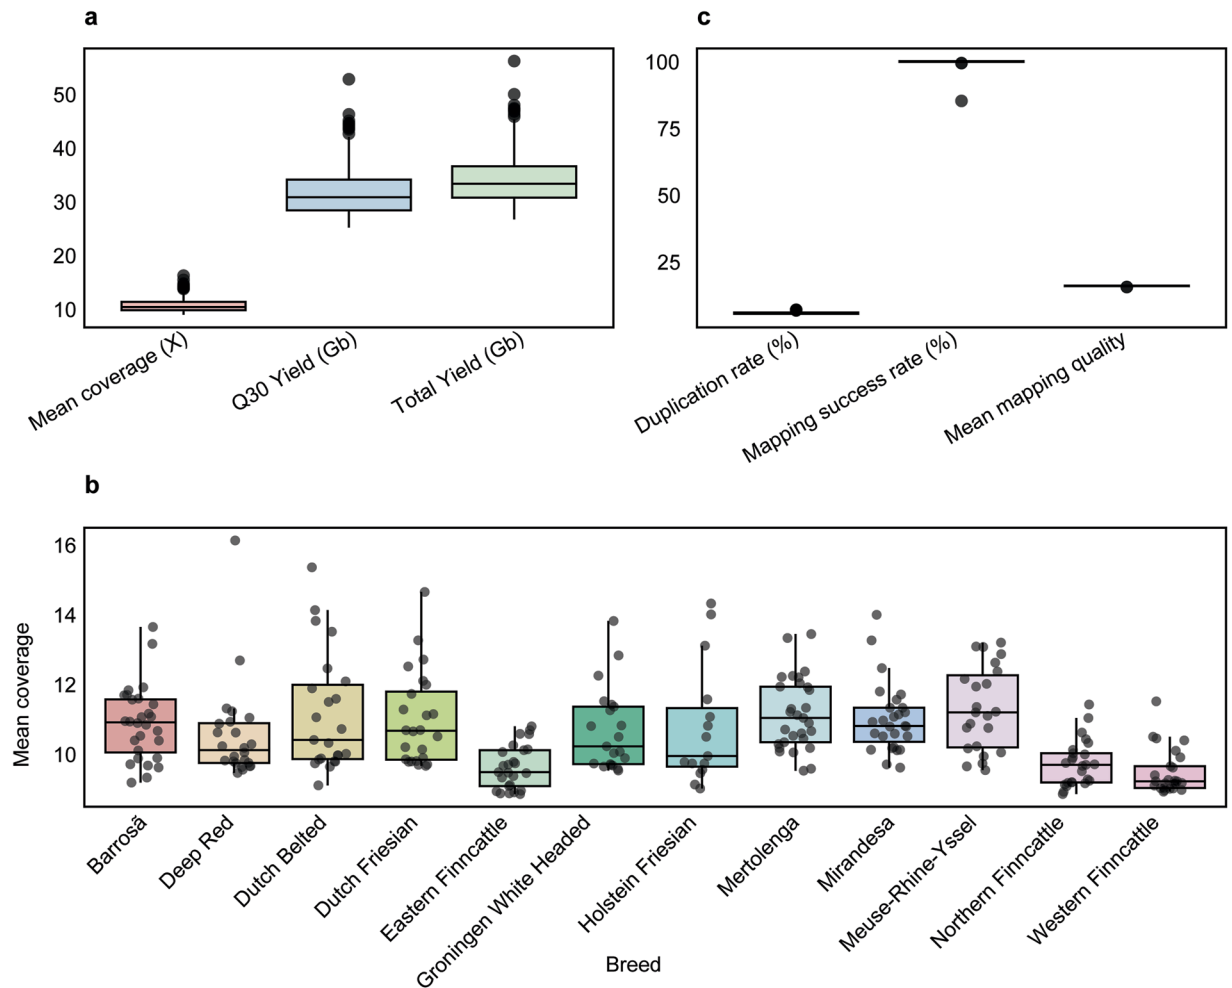 a
50
40
30
20
10
Mean coverage (X)
Q30 Yield (Gb)
Total Yield (Gb)
c
100
75
50
25
Duplication rate (%)
Mapping success rate (%)
Mean mapping quality
b
Mean coverage
16
14
12
10
Barrosã
Deep Red
Dutch Belted
Dutch Friesian
Eastern Finncattle
Groningen White Headed
Holstein Friesian
Mertolenga
Mirandesa
Meuse-Rhine-Yssel
Northern Finncattle
Western Finncattle
Breed